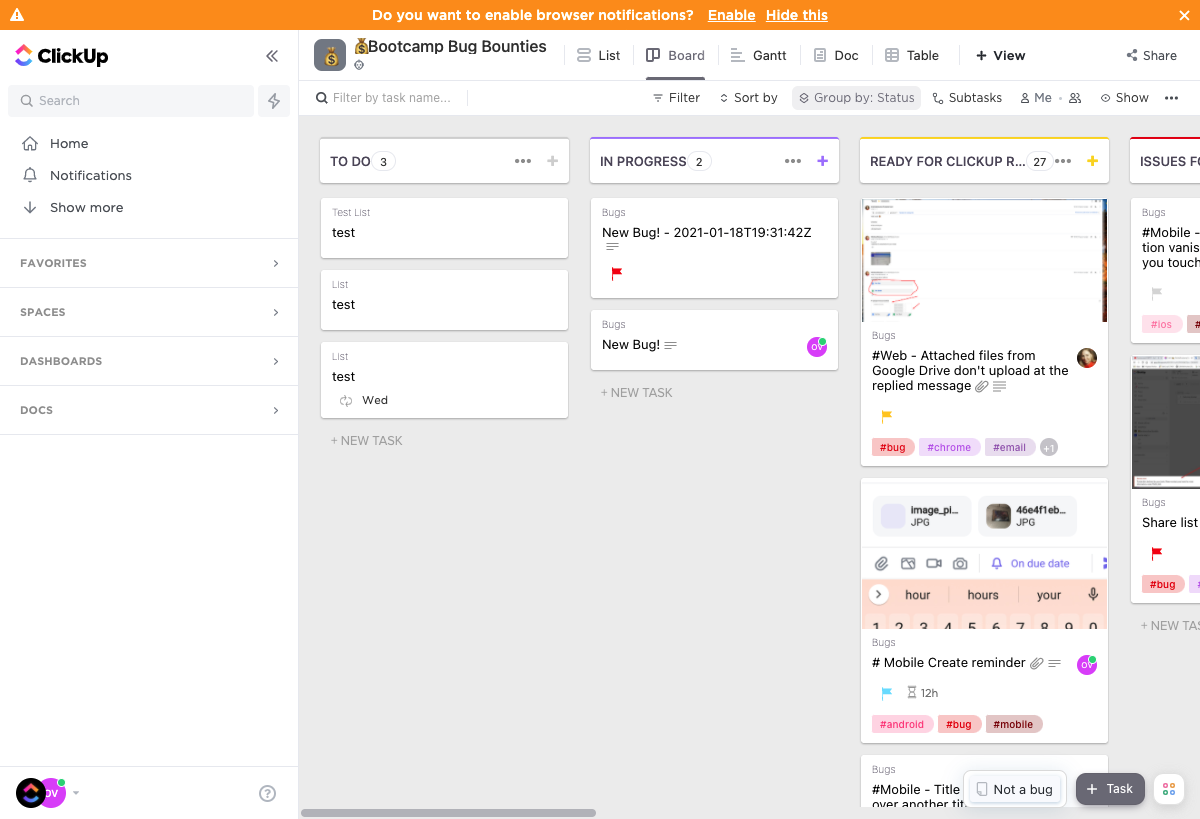 Do you want to enable browser notifications? Enable Hide this
ClickUp
Search
Home
Notifications
Show more
FAVORITES
SPACES
DASHBOARDS
DOCS
OV
💰Bootcamp Bug Bounties
List
Board
Gantt
Doc
Table
+ View
Share
Filter by task name...
Filter
Sort by
Group by: Status
Subtasks
Me
Show
TO DO 3
Test List
test
List
test
List
test
Wed
+ NEW TASK
IN PROGRESS 2
Bugs
New Bug! - 2021-01-18T19:31:42Z
Bugs
New Bug!
OV
+ NEW TASK
READY FOR CLICKUP R... 27
Bugs
#Web - Attached files from
Google Drive don't upload at the
replied message
#bug #chrome #email +1
image_pi...
JPG
46e4f1eb...
JPG
On due date
hour hours your
1 2 3 4 5 6 7 8 9 0
Bugs
# Mobile Create reminder
OV
12h
#android #bug #mobile
Bugs
#Mobile - Title
over another tit
ISSUES FO
Bugs
#Mobile -
tion vanis
you touch
#ios #
Bugs
Share list
#bug #
+ NEW TAS
Not a bug
+ Task